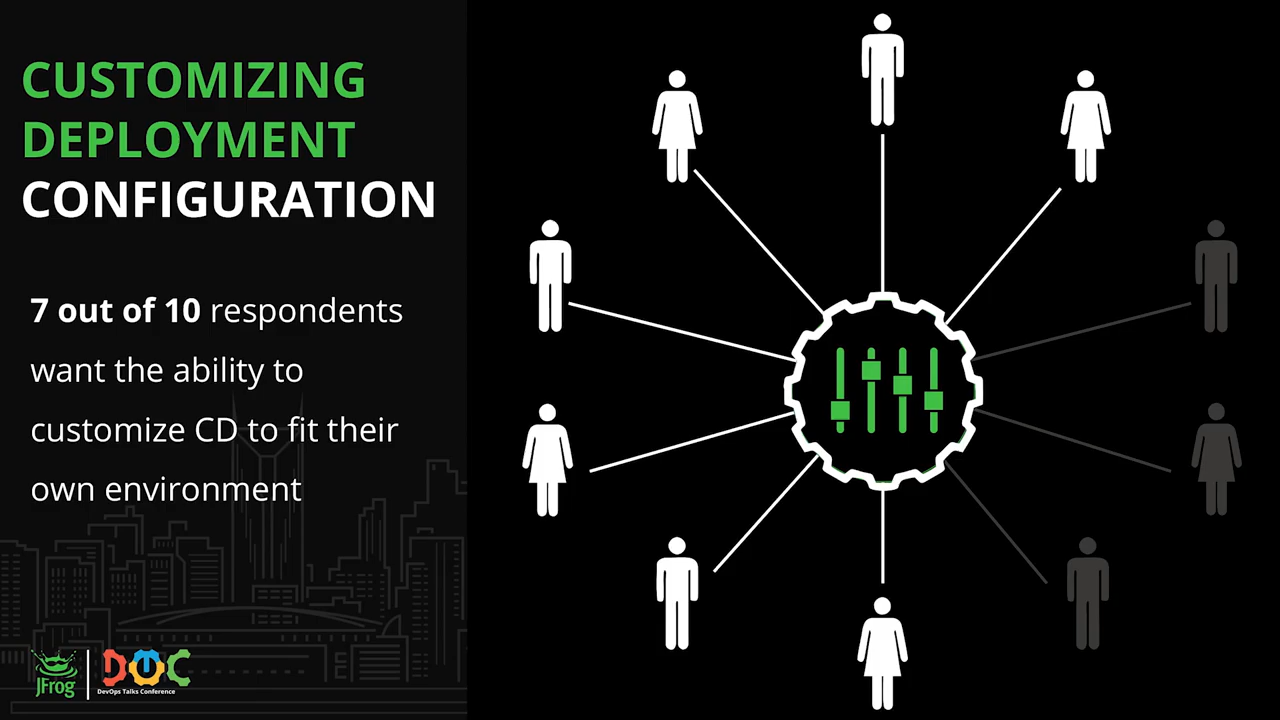 CUSTOMIZING
DEPLOYMENT
CONFIGURATION
7 out of 10 respondents
want the ability to
customize CD to fit their
own environment
JFrog
DOC
DevOps Talks Conference